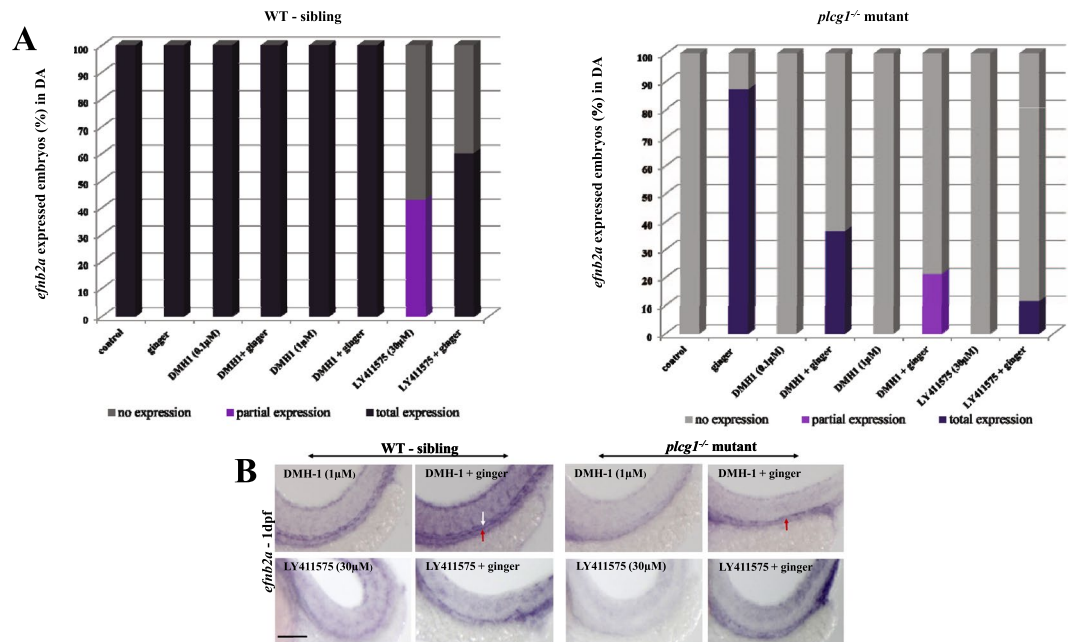 A
WT - sibling
efnb2a expressed embryos (%) in DA
100
90
80
70
60
50
40
30
20
10
0
control
ginger
DMH1 (0.1µM)
DMH1+ ginger
DMH1 (1µM)
DMH1 + ginger
LY411575 (30µM)
LY411575 + ginger
no expression partial expression total expression
plcg1-/- mutant
efnb2a expressed embryos (%) in DA
100
90
80
70
60
50
40
30
20
10
0
control
ginger
DMH1 (0.1µM)
DMH1 + ginger
DMH1 (1µM)
DMH1 + ginger
LY411575 (30µM)
LY411575 + ginger
no expression partial expression total expression
B
WT - sibling
plcg1-/- mutant
efnb2a - 1dpf
DMH-1 (1µM)
DMH-1 + ginger
DMH-1 (1µM)
DMH-1 + ginger
LY411575 (30µM)
LY411575 + ginger
LY411575 (30µM)
LY411575 + ginger